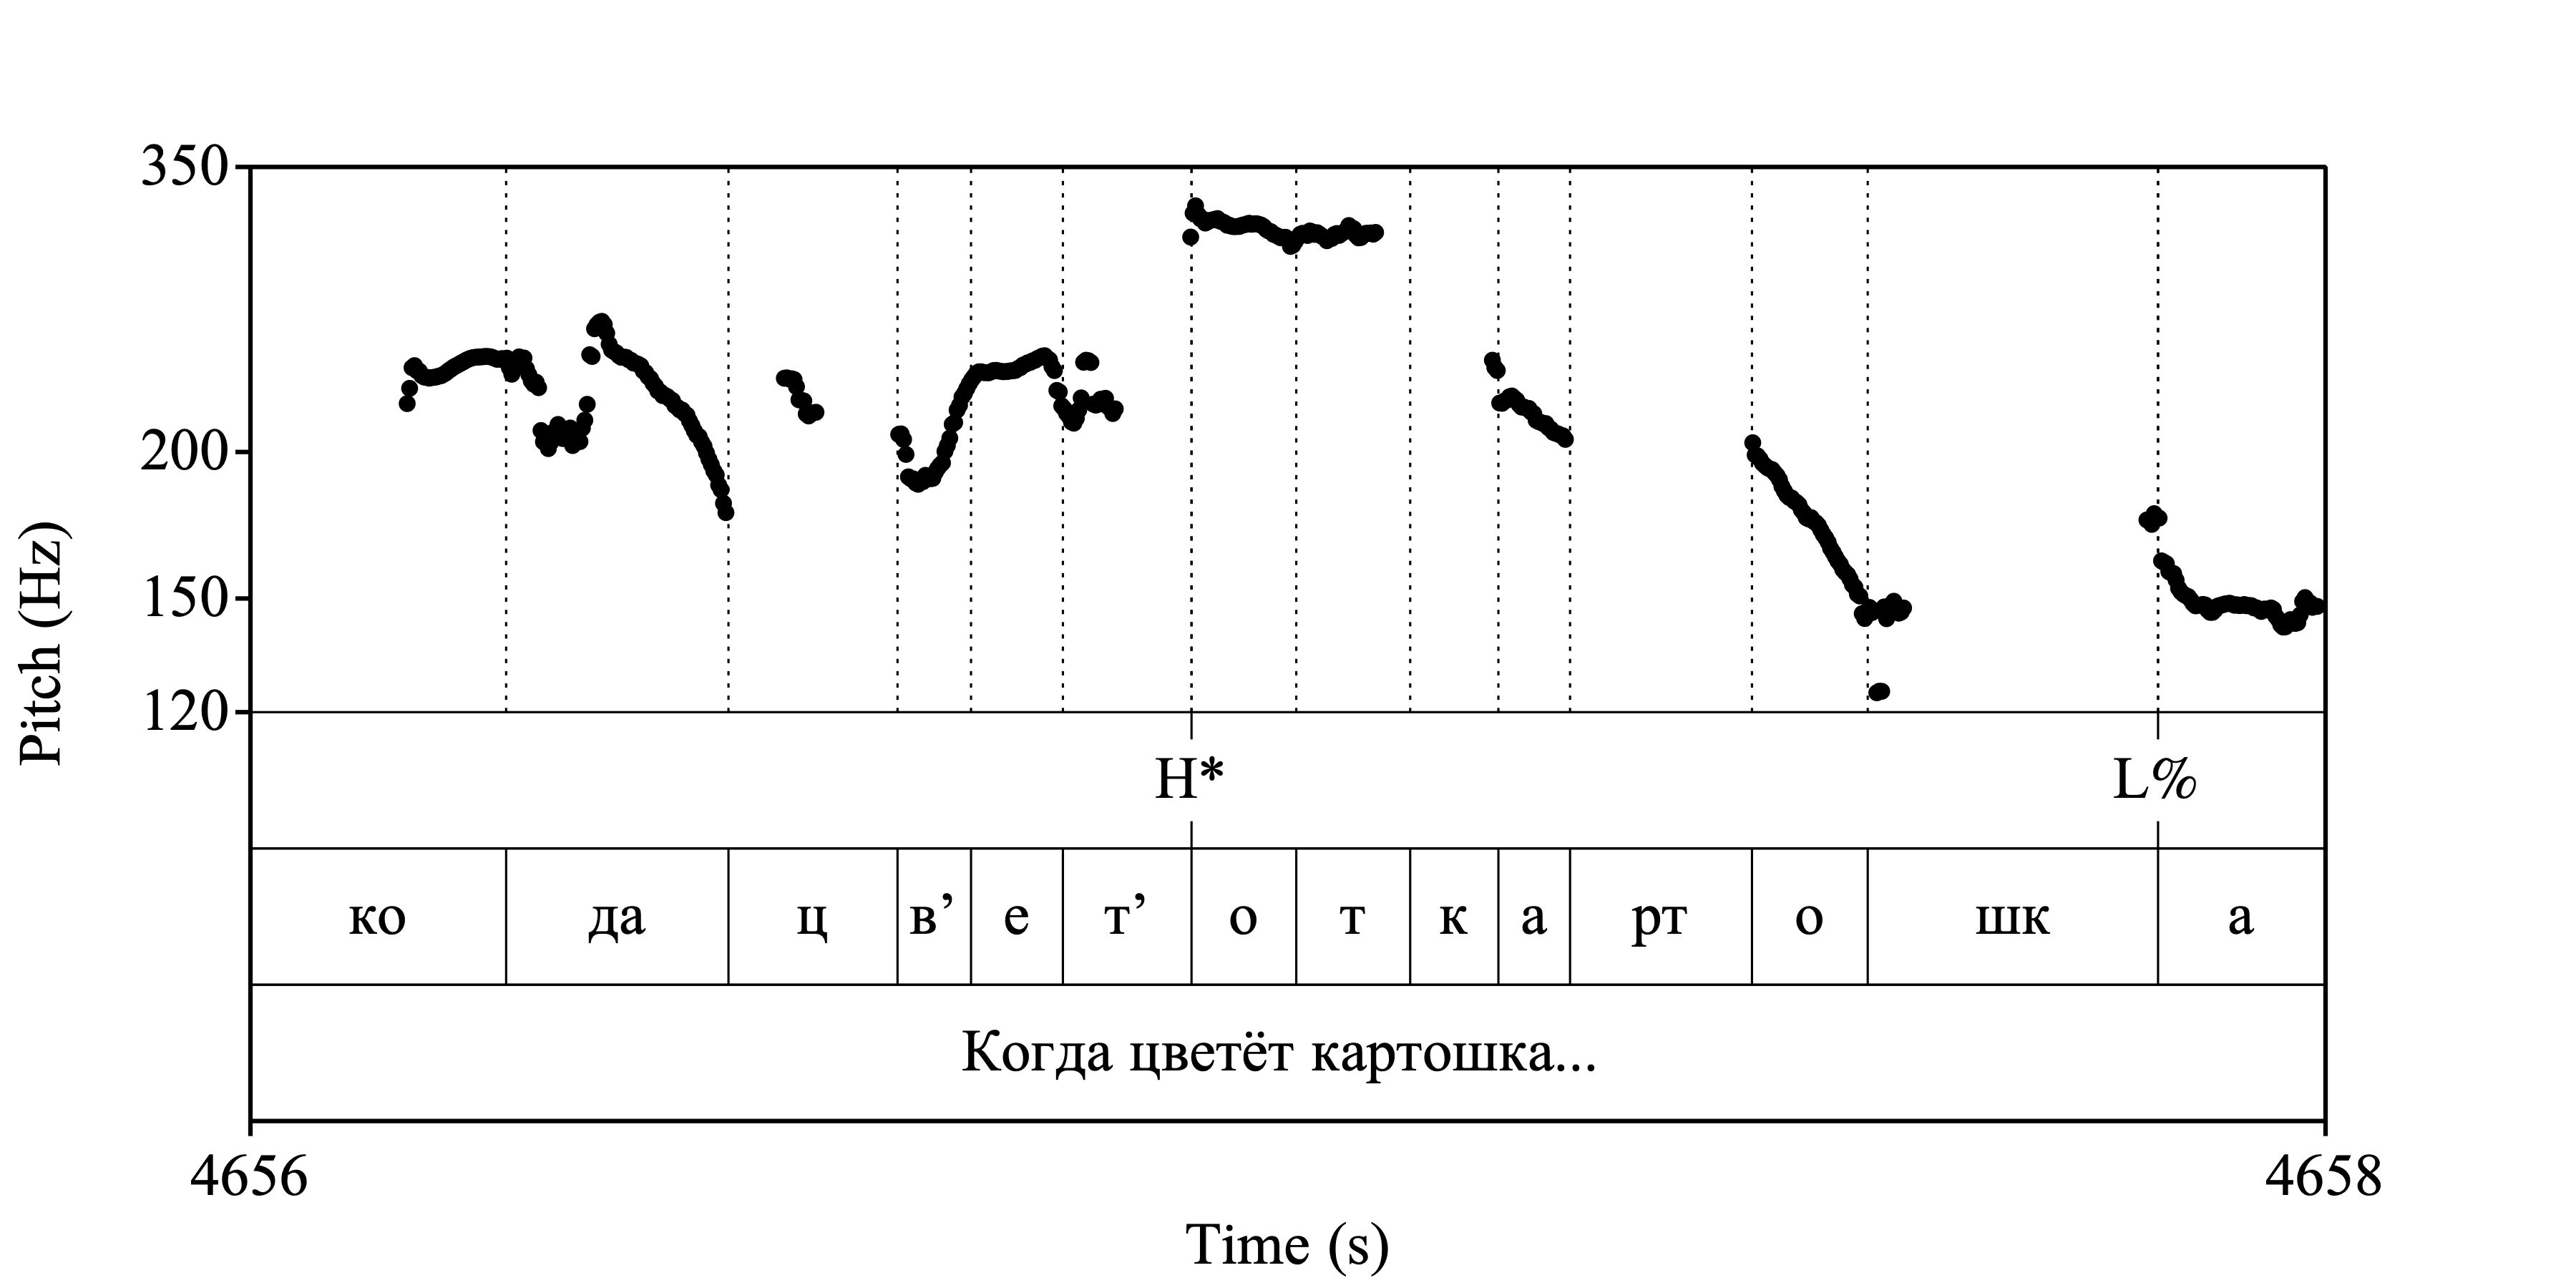 350
200
150
120
Pitch (Hz)
H* L%
ко да ц в’ е т’ о т к а рт о шк а
Когда цветёт картошка...
4656 4658
Time (s)